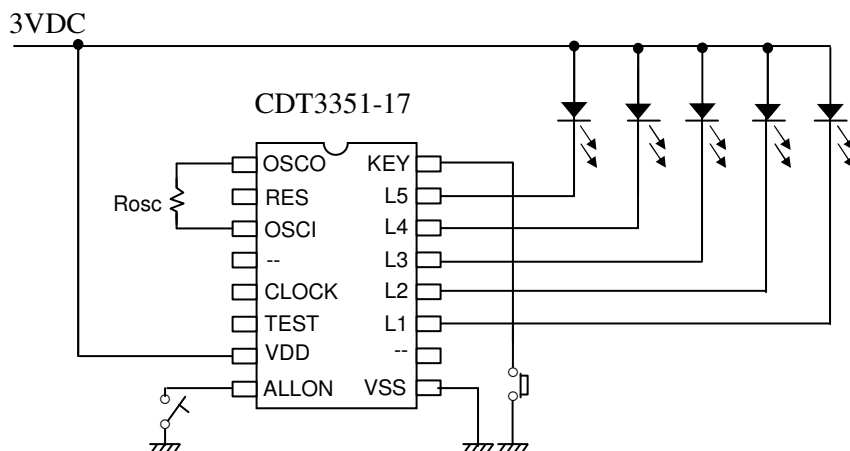 3VDC
CDT3351-17
OSCO KEY
RES L5
Rosc
OSCI L4
-- L3
CLOCK L2
TEST L1
VDD --
ALLON VSS